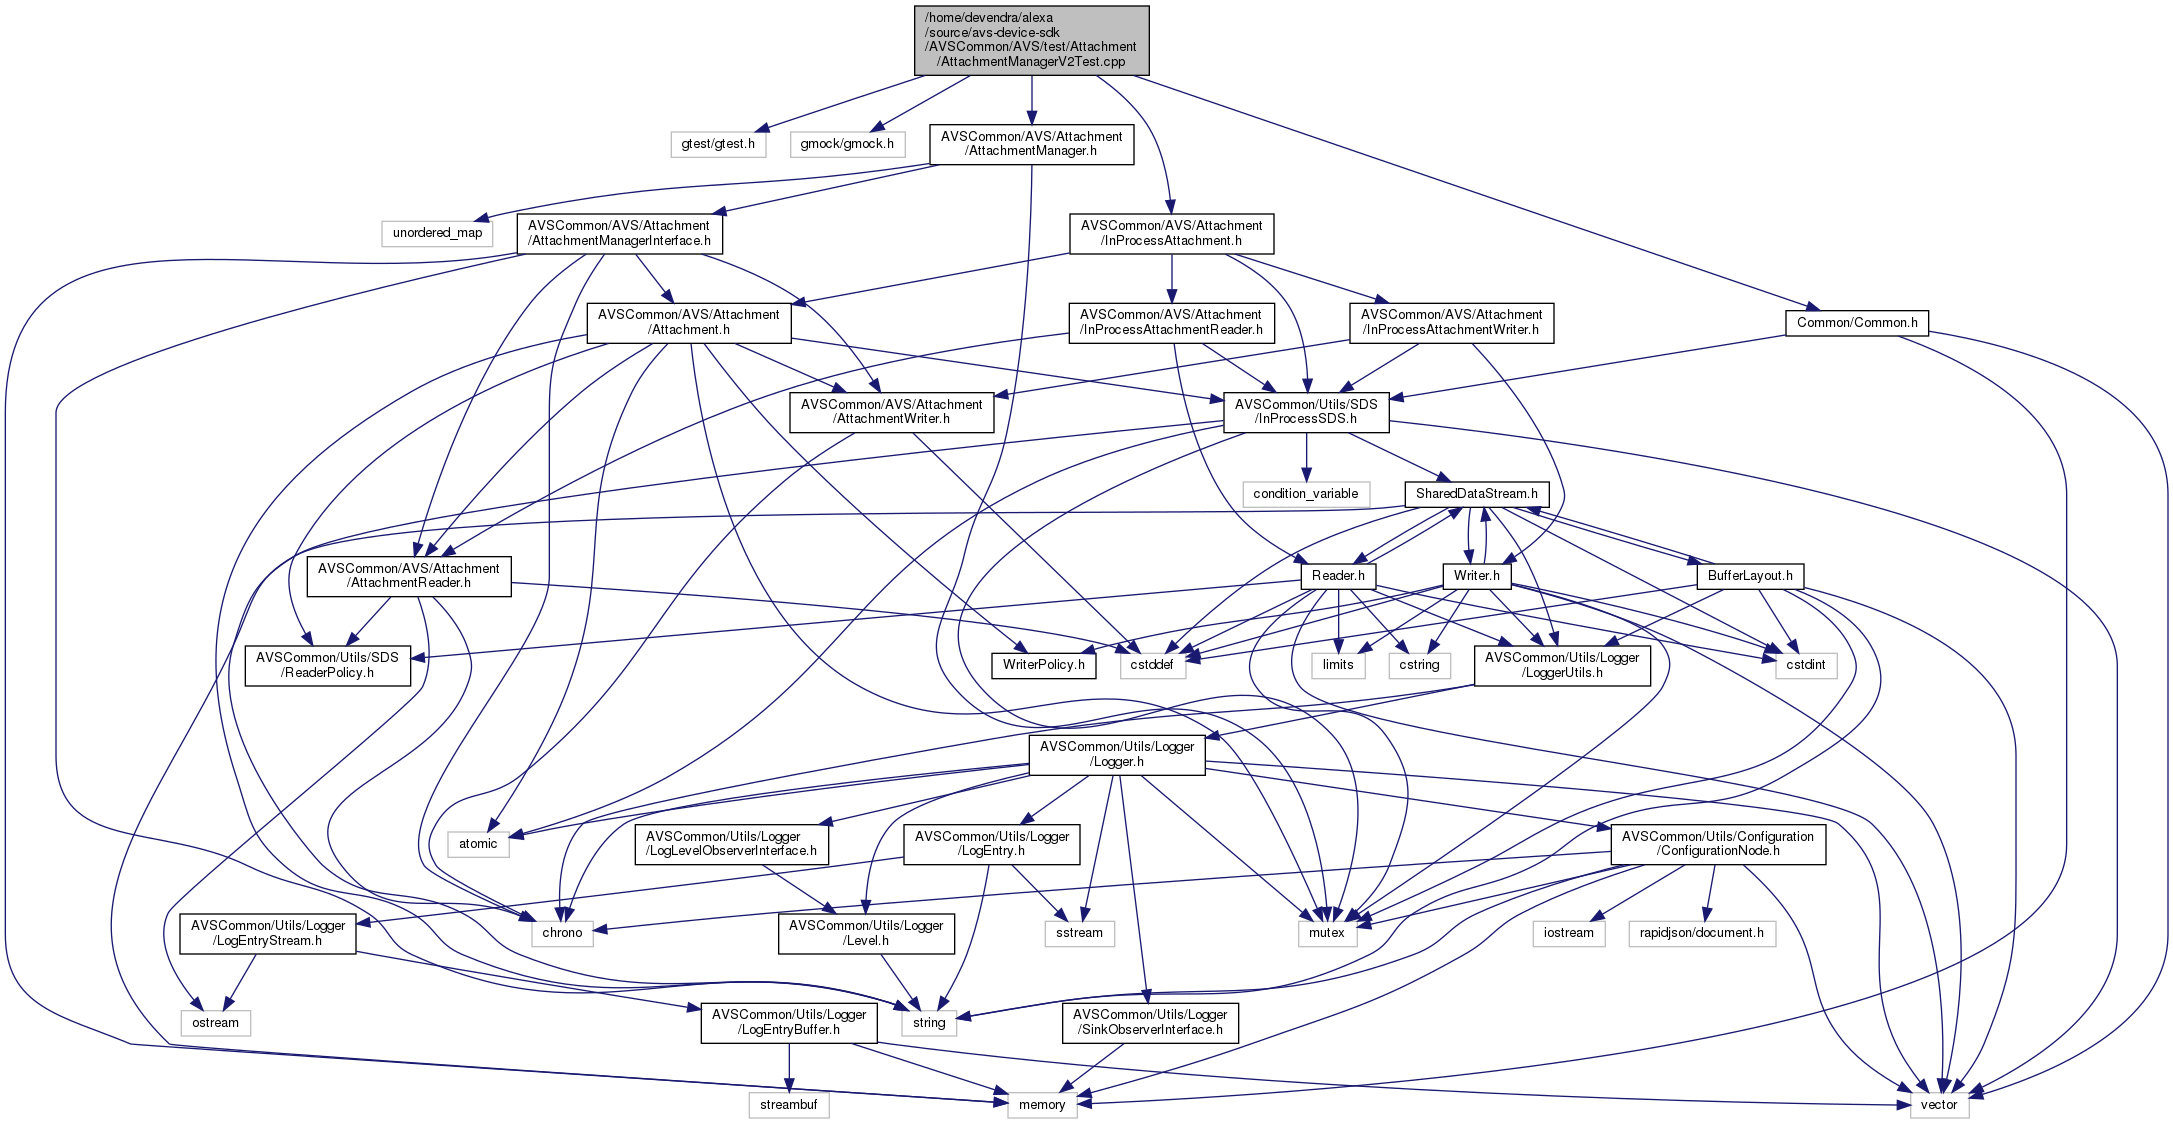 /home/devendra/alexa
/source/avs-device-sdk
/AVSCommon/AVS/test/Attachment
/AttachmentManagerV2Test.cpp
gtest/gtest.h
gmock/gmock.h
AVSCommon/AVS/Attachment
/AttachmentManager.h
unordered_map
AVSCommon/AVS/Attachment
/AttachmentManagerInterface.h
AVSCommon/AVS/Attachment
/InProcessAttachment.h
AVSCommon/AVS/Attachment
/Attachment.h
AVSCommon/AVS/Attachment
/InProcessAttachmentReader.h
AVSCommon/AVS/Attachment
/InProcessAttachmentWriter.h
Common/Common.h
AVSCommon/AVS/Attachment
/AttachmentWriter.h
AVSCommon/Utils/SDS
/InProcessSDS.h
condition_variable
SharedDataStream.h
AVSCommon/AVS/Attachment
/AttachmentReader.h
Reader.h
Writer.h
BufferLayout.h
AVSCommon/Utils/SDS
/ReaderPolicy.h
WriterPolicy.h
cstddef
limits
cstring
AVSCommon/Utils/Logger
/LoggerUtils.h
cstdint
AVSCommon/Utils/Logger
/Logger.h
atomic
AVSCommon/Utils/Logger
/LogLevelObserverInterface.h
AVSCommon/Utils/Logger
/LogEntry.h
AVSCommon/Utils/Configuration
/ConfigurationNode.h
AVSCommon/Utils/Logger
/LogEntryStream.h
chrono
AVSCommon/Utils/Logger
/Level.h
sstream
mutex
iostream
rapidjson/document.h
ostream
AVSCommon/Utils/Logger
/LogEntryBuffer.h
string
AVSCommon/Utils/Logger
/SinkObserverInterface.h
streambuf
memory
vector